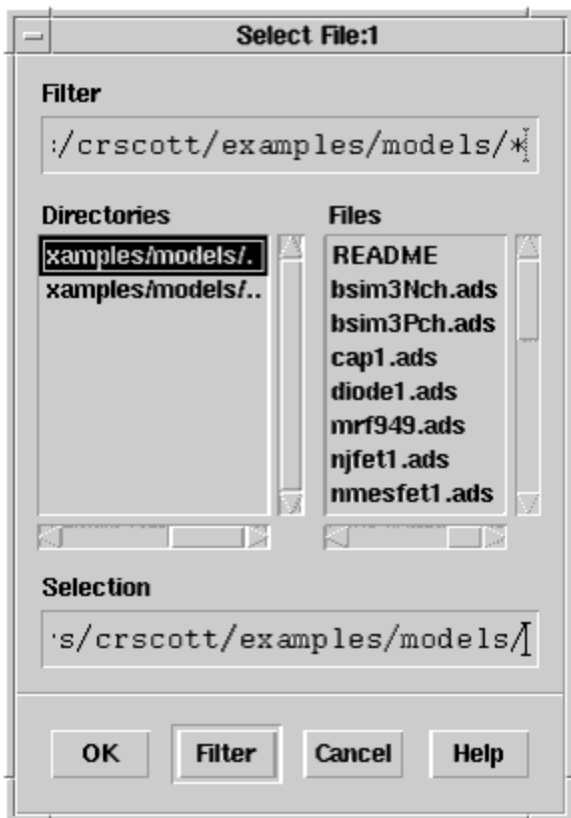 Select File:1
Filter
:/crscott/examples/models/*
Directories
Files
xamples/models/.
xamples/models/..
README
bsim3Nch.ads
bsim3Pch.ads
cap1.ads
diode1.ads
mrf949.ads
njfet1.ads
nmesfet1.ads
Selection
s/crscott/examples/models/
OK
Filter
Cancel
Help